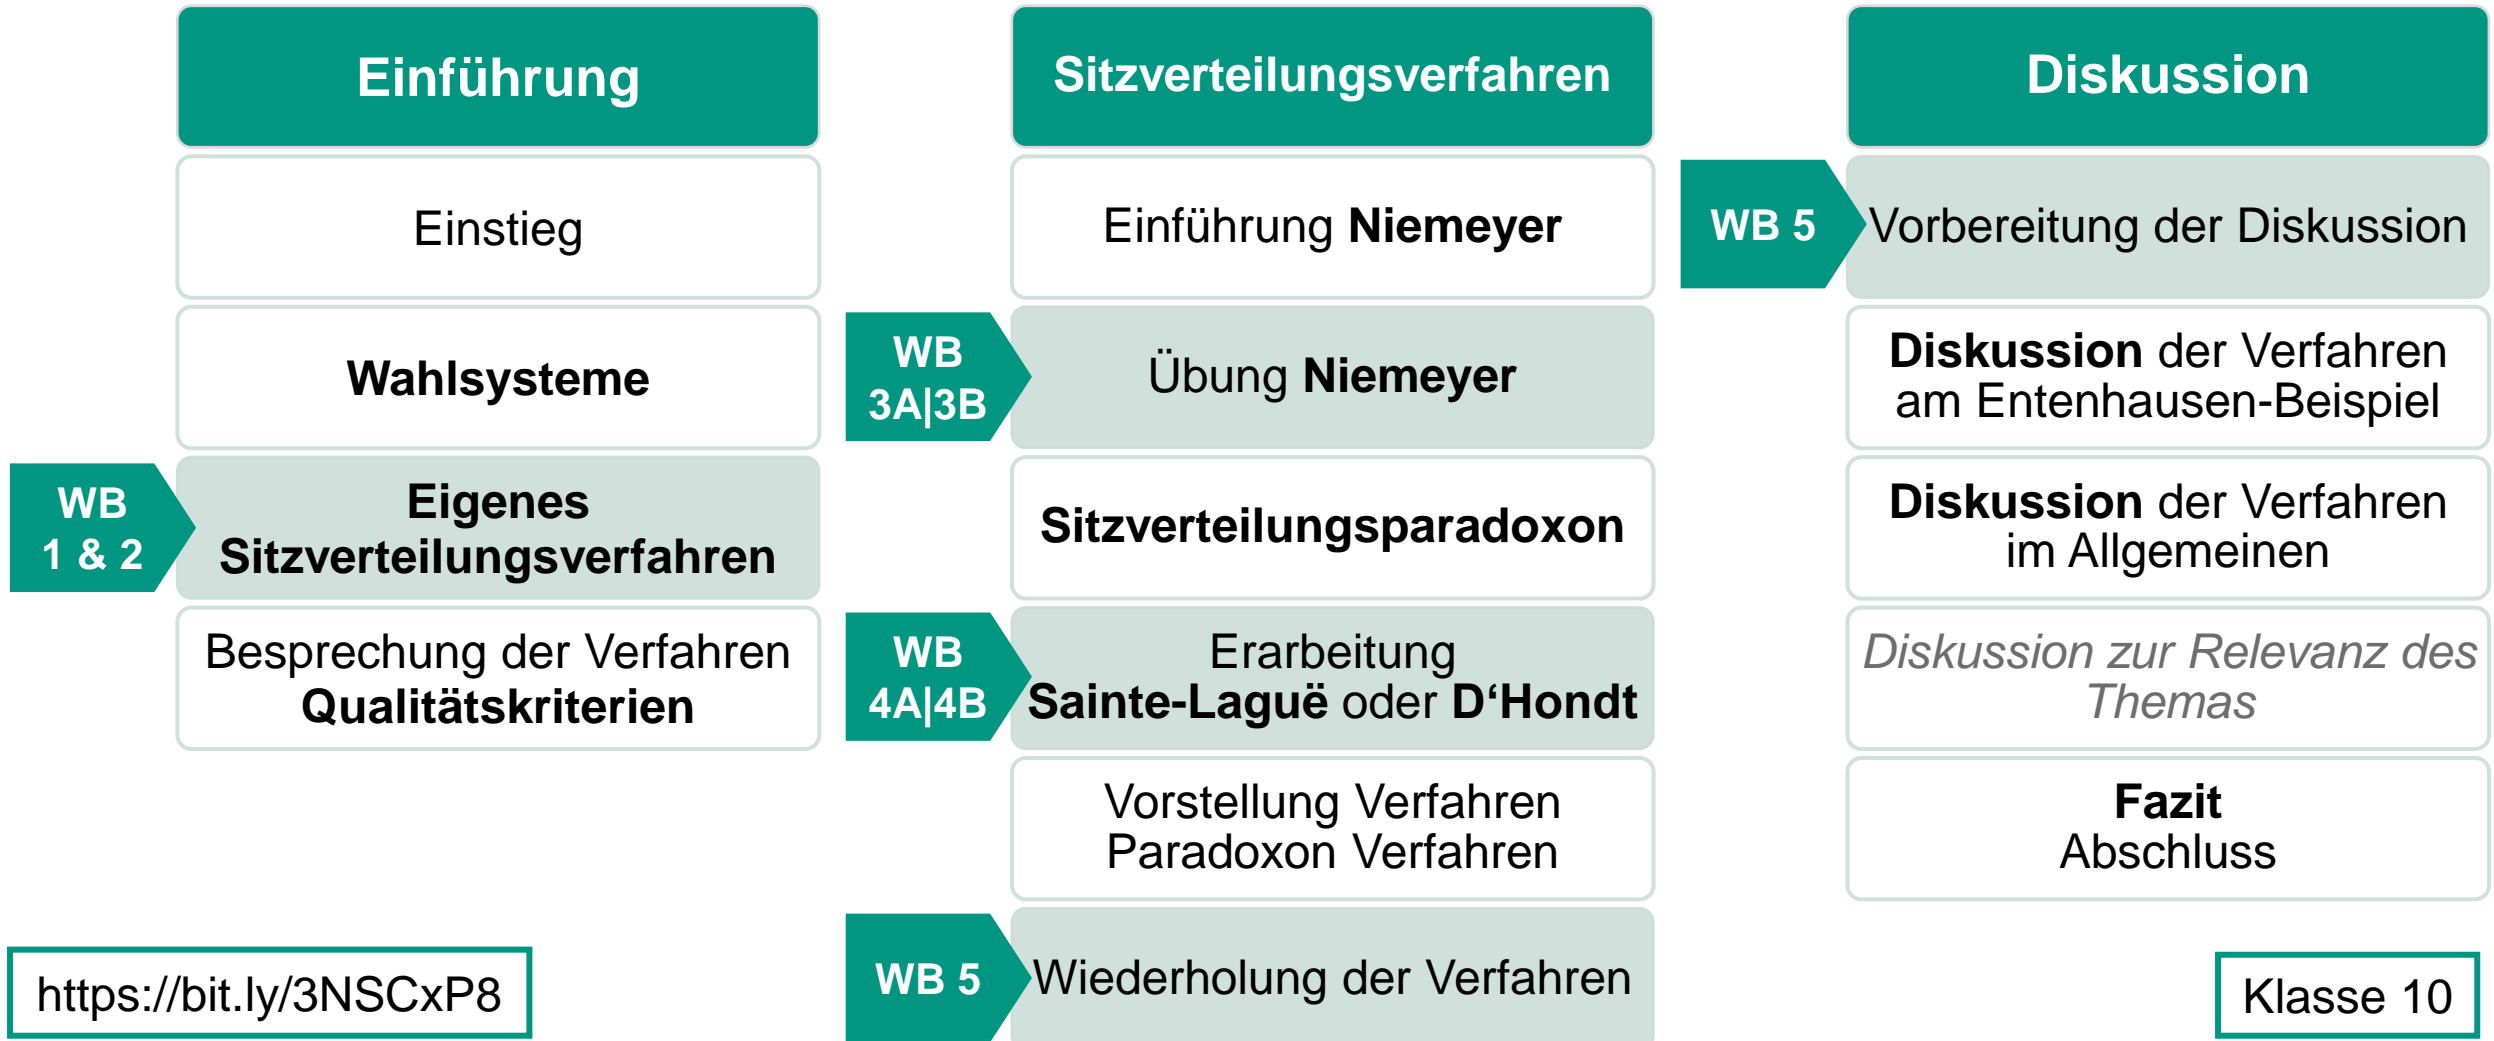 Einführung
Einstieg
Wahlsysteme
WB
1 & 2
Eigenes
Sitzverteilungsverfahren
Besprechung der Verfahren
Qualitätskriterien
Sitzverteilungsverfahren
Einführung Niemeyer
WB
3A|3B
Übung Niemeyer
Sitzverteilungsparadoxon
WB
4A|4B
Erarbeitung
Sainte-Laguë oder D‘Hondt
Vorstellung Verfahren
Paradoxon Verfahren
WB 5
Wiederholung der Verfahren
Diskussion
WB 5
Vorbereitung der Diskussion
Diskussion der Verfahren
am Entenhausen-Beispiel
Diskussion der Verfahren
im Allgemeinen
Diskussion zur Relevanz des
Themas
Fazit
Abschluss
https://bit.ly/3NSCxP8
Klasse 10